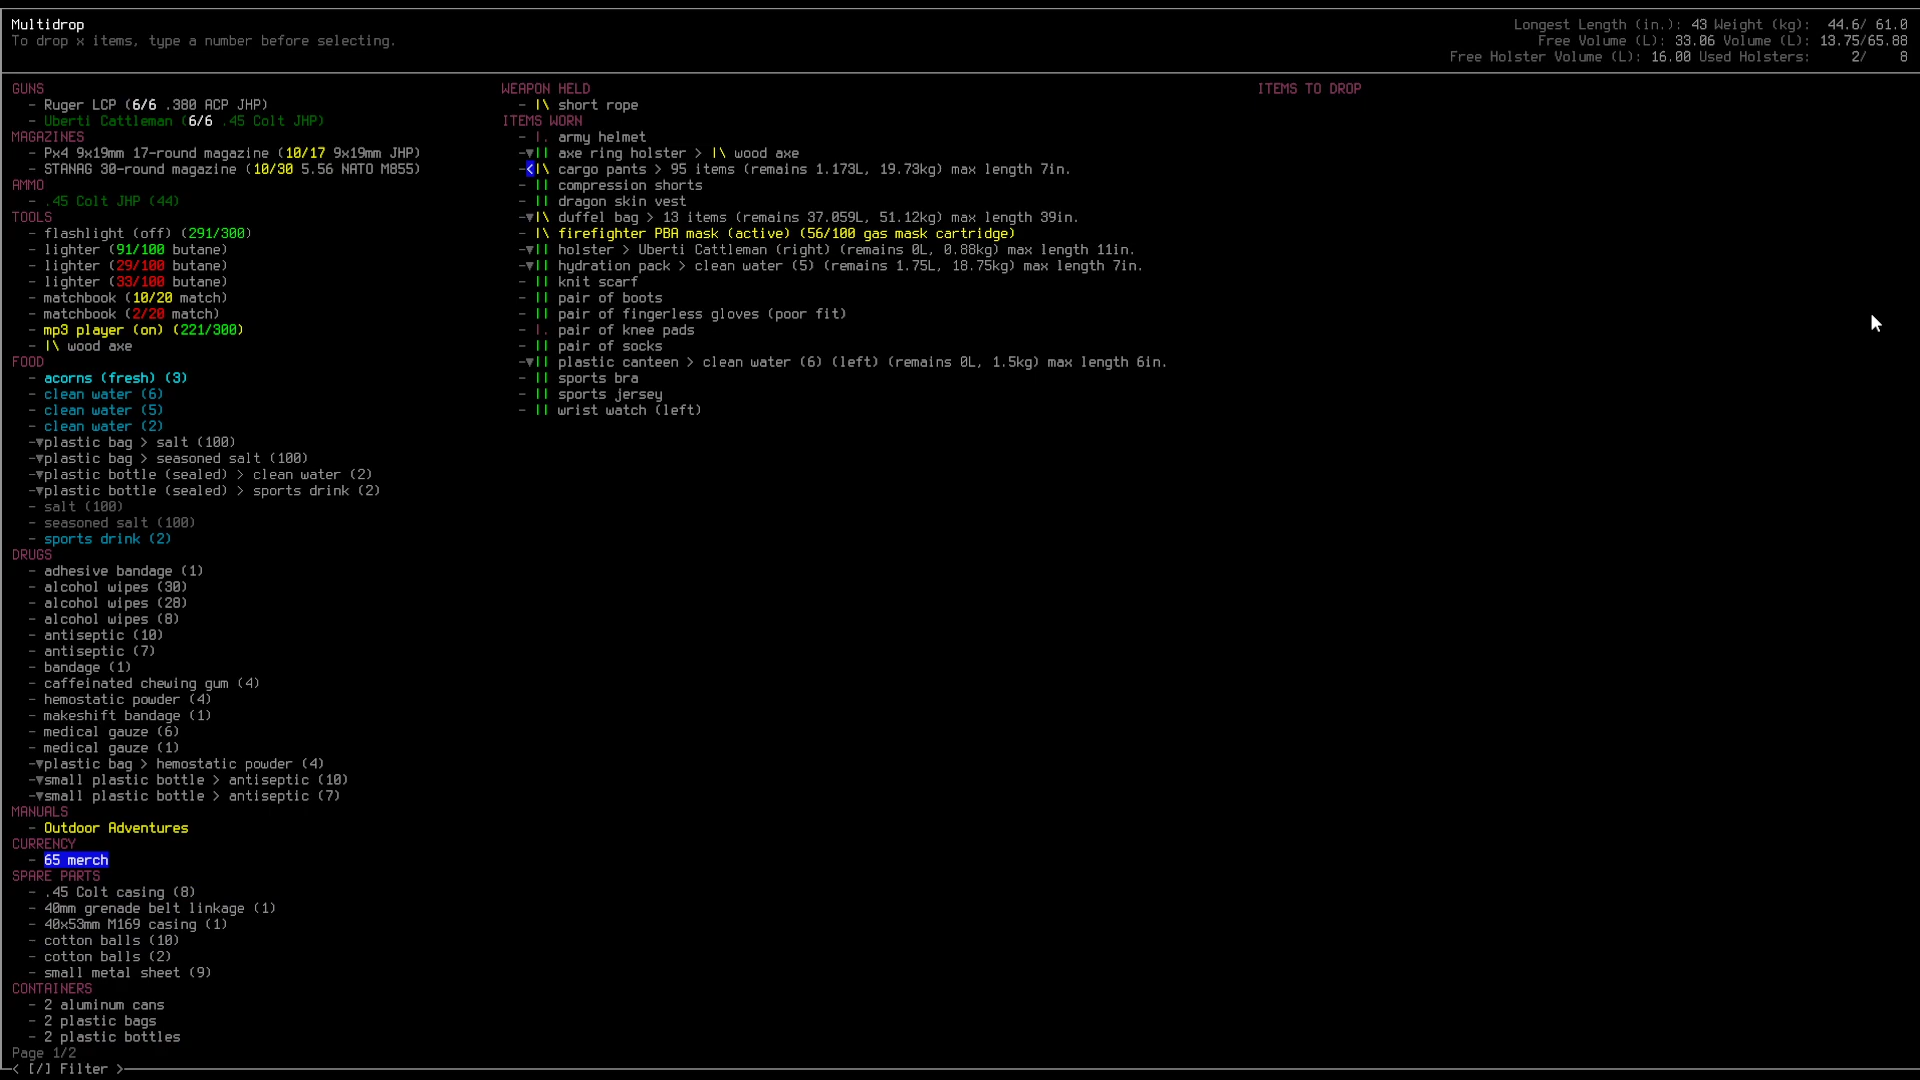 Multidrop
To drop x items, type a number before selecting.
Longest Length (in.): 43 Weight (kg): 44.6/ 61.0
Free Volume (L): 33.06 Volume (L): 13.75/65.88
Free Holster Volume (L): 16.00 Used Holsters: 2/ 8
GUNS
- Ruger LCP (6/6 .380 ACP JHP)
- Uberti Cattleman (6/6 .45 Colt JHP)
MAGAZINES
- Px4 9x19mm 17-round magazine (10/17 9x19mm JHP)
- STANAG 30-round magazine (10/30 5.56 NATO M855)
AMMO
- .45 Colt JHP (44)
TOOLS
- flashlight (off) (291/300)
- lighter (91/100 butane)
- lighter (29/100 butane)
- lighter (33/100 butane)
- matchbook (10/20 match)
- matchbook (2/20 match)
- mp3 player (on) (221/300)
- |\ wood axe
FOOD
- acorns (fresh) (3)
- clean water (6)
- clean water (5)
- clean water (2)
-▼plastic bag > salt (100)
-▼plastic bag > seasoned salt (100)
-▼plastic bottle (sealed) > clean water (2)
-▼plastic bottle (sealed) > sports drink (2)
- salt (100)
- seasoned salt (100)
- sports drink (2)
DRUGS
- adhesive bandage (1)
- alcohol wipes (30)
- alcohol wipes (28)
- alcohol wipes (8)
- antiseptic (10)
- antiseptic (7)
- bandage (1)
- caffeinated chewing gum (4)
- hemostatic powder (4)
- makeshift bandage (1)
- medical gauze (6)
- medical gauze (1)
-▼plastic bag > hemostatic powder (4)
-▼small plastic bottle > antiseptic (10)
-▼small plastic bottle > antiseptic (7)
MANUALS
- Outdoor Adventures
CURRENCY
- 65 merch
SPARE PARTS
- .45 Colt casing (8)
- 40mm grenade belt linkage (1)
- 40x53mm M169 casing (1)
- cotton balls (10)
- cotton balls (2)
- small metal sheet (9)
CONTAINERS
- 2 aluminum cans
- 2 plastic bags
- 2 plastic bottles
Page 1/2
< [/] Filter >
WEAPON HELD
- |\ short rope
ITEMS WORN
- |. army helmet
-▼|| axe ring holster > |\ wood axe
-<|\ cargo pants > 95 items (remains 1.173L, 19.73kg) max length 7in.
- || compression shorts
- || dragon skin vest
-▼|\ duffel bag > 13 items (remains 37.059L, 51.12kg) max length 39in.
- |\ firefighter PBA mask (active) (56/100 gas mask cartridge)
-▼|| holster > Uberti Cattleman (right) (remains 0L, 0.88kg) max length 11in.
-▼|| hydration pack > clean water (5) (remains 1.75L, 18.75kg) max length 7in.
- || knit scarf
- || pair of boots
- || pair of fingerless gloves (poor fit)
- |. pair of knee pads
- || pair of socks
-▼|| plastic canteen > clean water (6) (left) (remains 0L, 1.5kg) max length 6in.
- || sports bra
- || sports jersey
- || wrist watch (left)
ITEMS TO DROP